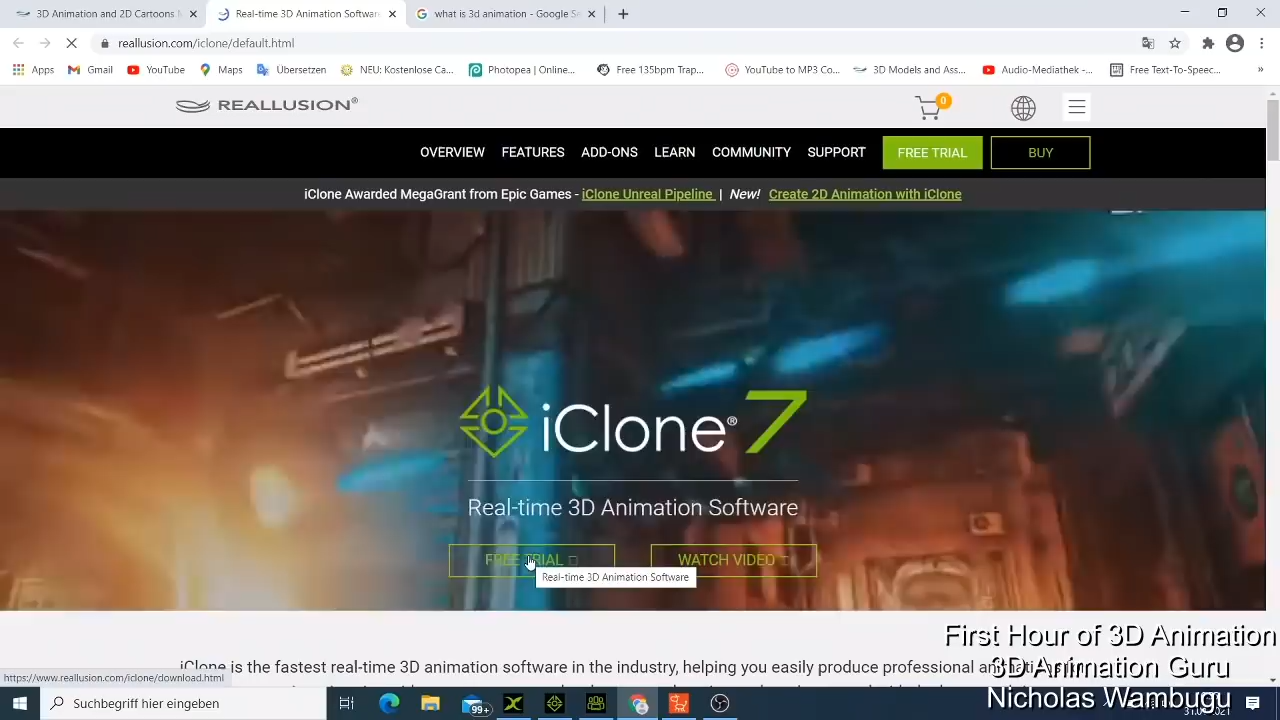 3D Animation and 2D Cartoons M
Real-time 3D Animation Software
what is 3d animation - Google Se
reallusion.com/iclone/default.html
Apps
Gmail
YouTube
Maps
Übersetzen
NEU: Kostenlose Ca...
Photopea | Online...
Free 135bpm Trap...
YouTube to MP3 Co...
3D Models and Ass...
Audio-Mediathek -...
Free Text-To-Speec...
»
REALLUSION®
0
OVERVIEW FEATURES ADD-ONS LEARN COMMUNITY SUPPORT FREE TRIAL BUY
iClone Awarded MegaGrant from Epic Games - iClone Unreal Pipeline | New! Create 2D Animation with iClone
iClone® 7
Real-time 3D Animation Software
FREE TRIAL
WATCH VIDEO
Real-time 3D Animation Software
iClone is the fastest real-time 3D animation software in the industry, helping you easily produce professional
https://www.reallusion.com/iclone/download.html
First Hour of 3D Animation
3D Animation Guru
Nicholas Wambugu
Suchbegriff hier eingeben
99+